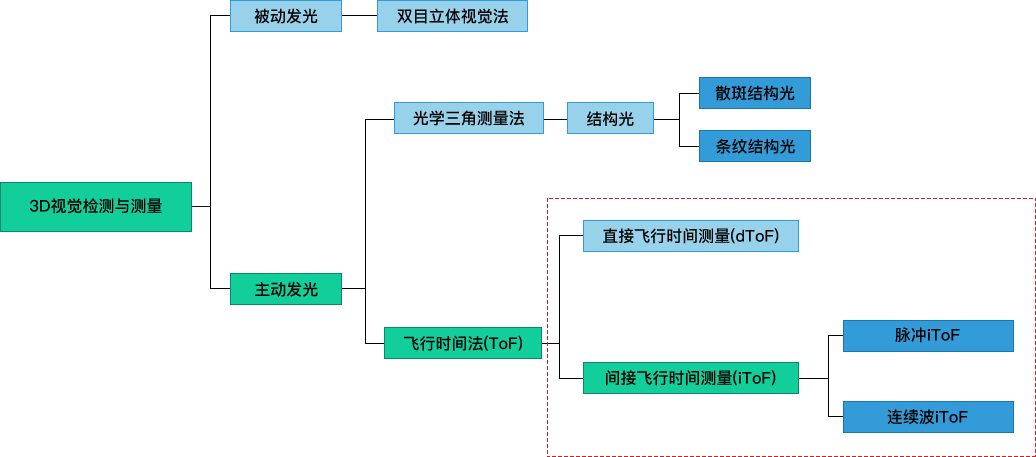 被动发光
双目立体视觉法
散斑结构光
光学三角测量法
结构光
条纹结构光
3D视觉检测与测量
直接飞行时间测量(dToF)
主动发光
脉冲iToF
飞行时间法(ToF)
间接飞行时间测量(iToF)
连续波iToF